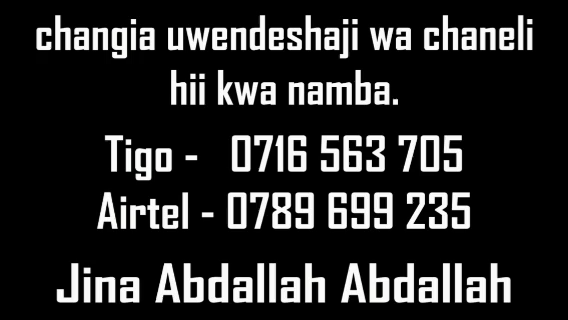 changia uwendeshaji wa chaneli
hii kwa namba.
Tigo - 0716 563 705
Airtel - 0789 699 235
Jina Abdallah Abdallah